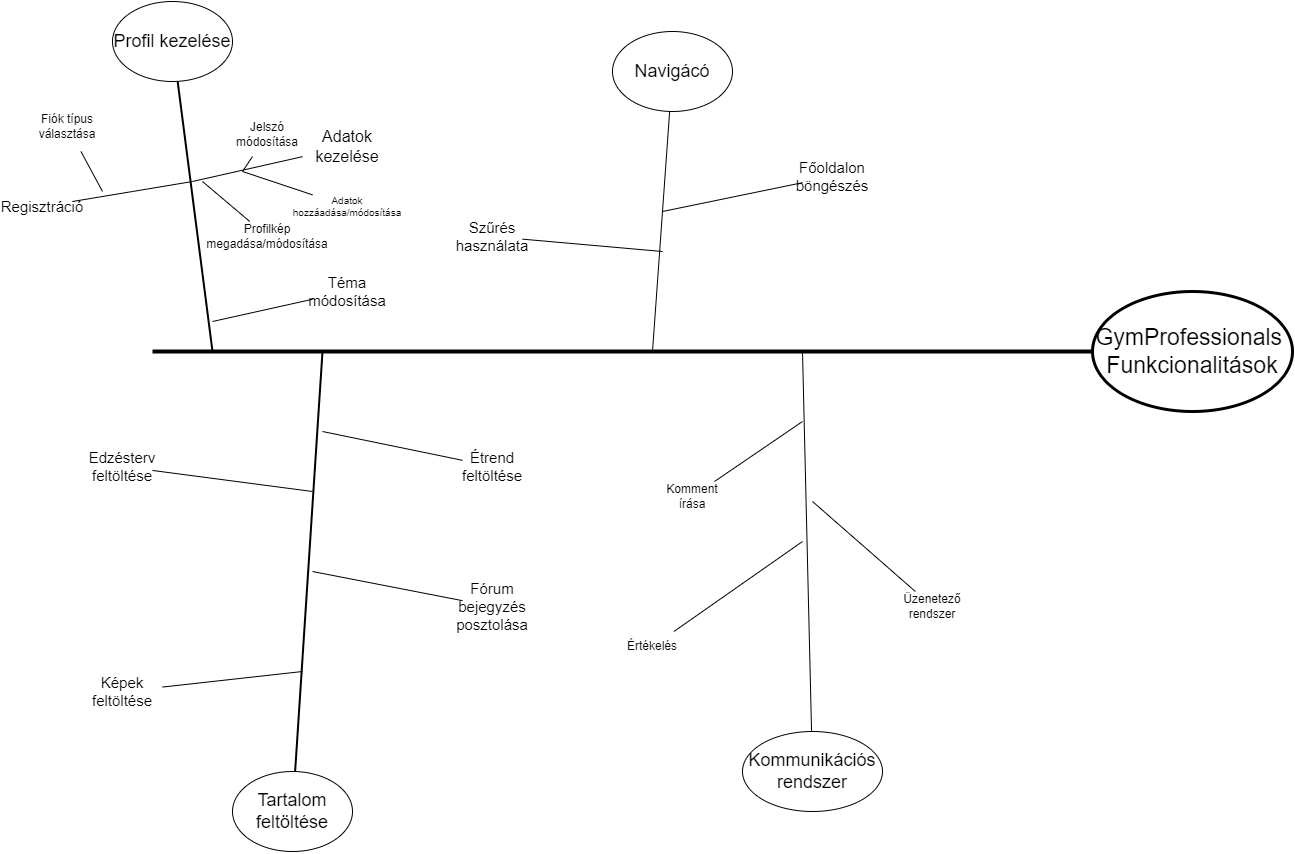 Profil kezelése
Navigácó
Fiók típus
választása
Jelszó
módosítása
Adatok
kezelése
Regisztráció
Adatok
hozzáadása/módosítása
Profilkép
megadása/módosítása
Téma
módosítása
Főoldalon
böngészés
Szűrés
használata
GymProfessionals
Funkcionalitások
Edzésterv
feltöltése
Étrend
feltöltése
Komment
írása
Fórum
bejegyzés
posztolása
Üzenetező
rendszer
Értékelés
Képek
feltöltése
Kommunikációs
rendszer
Tartalom
feltöltése